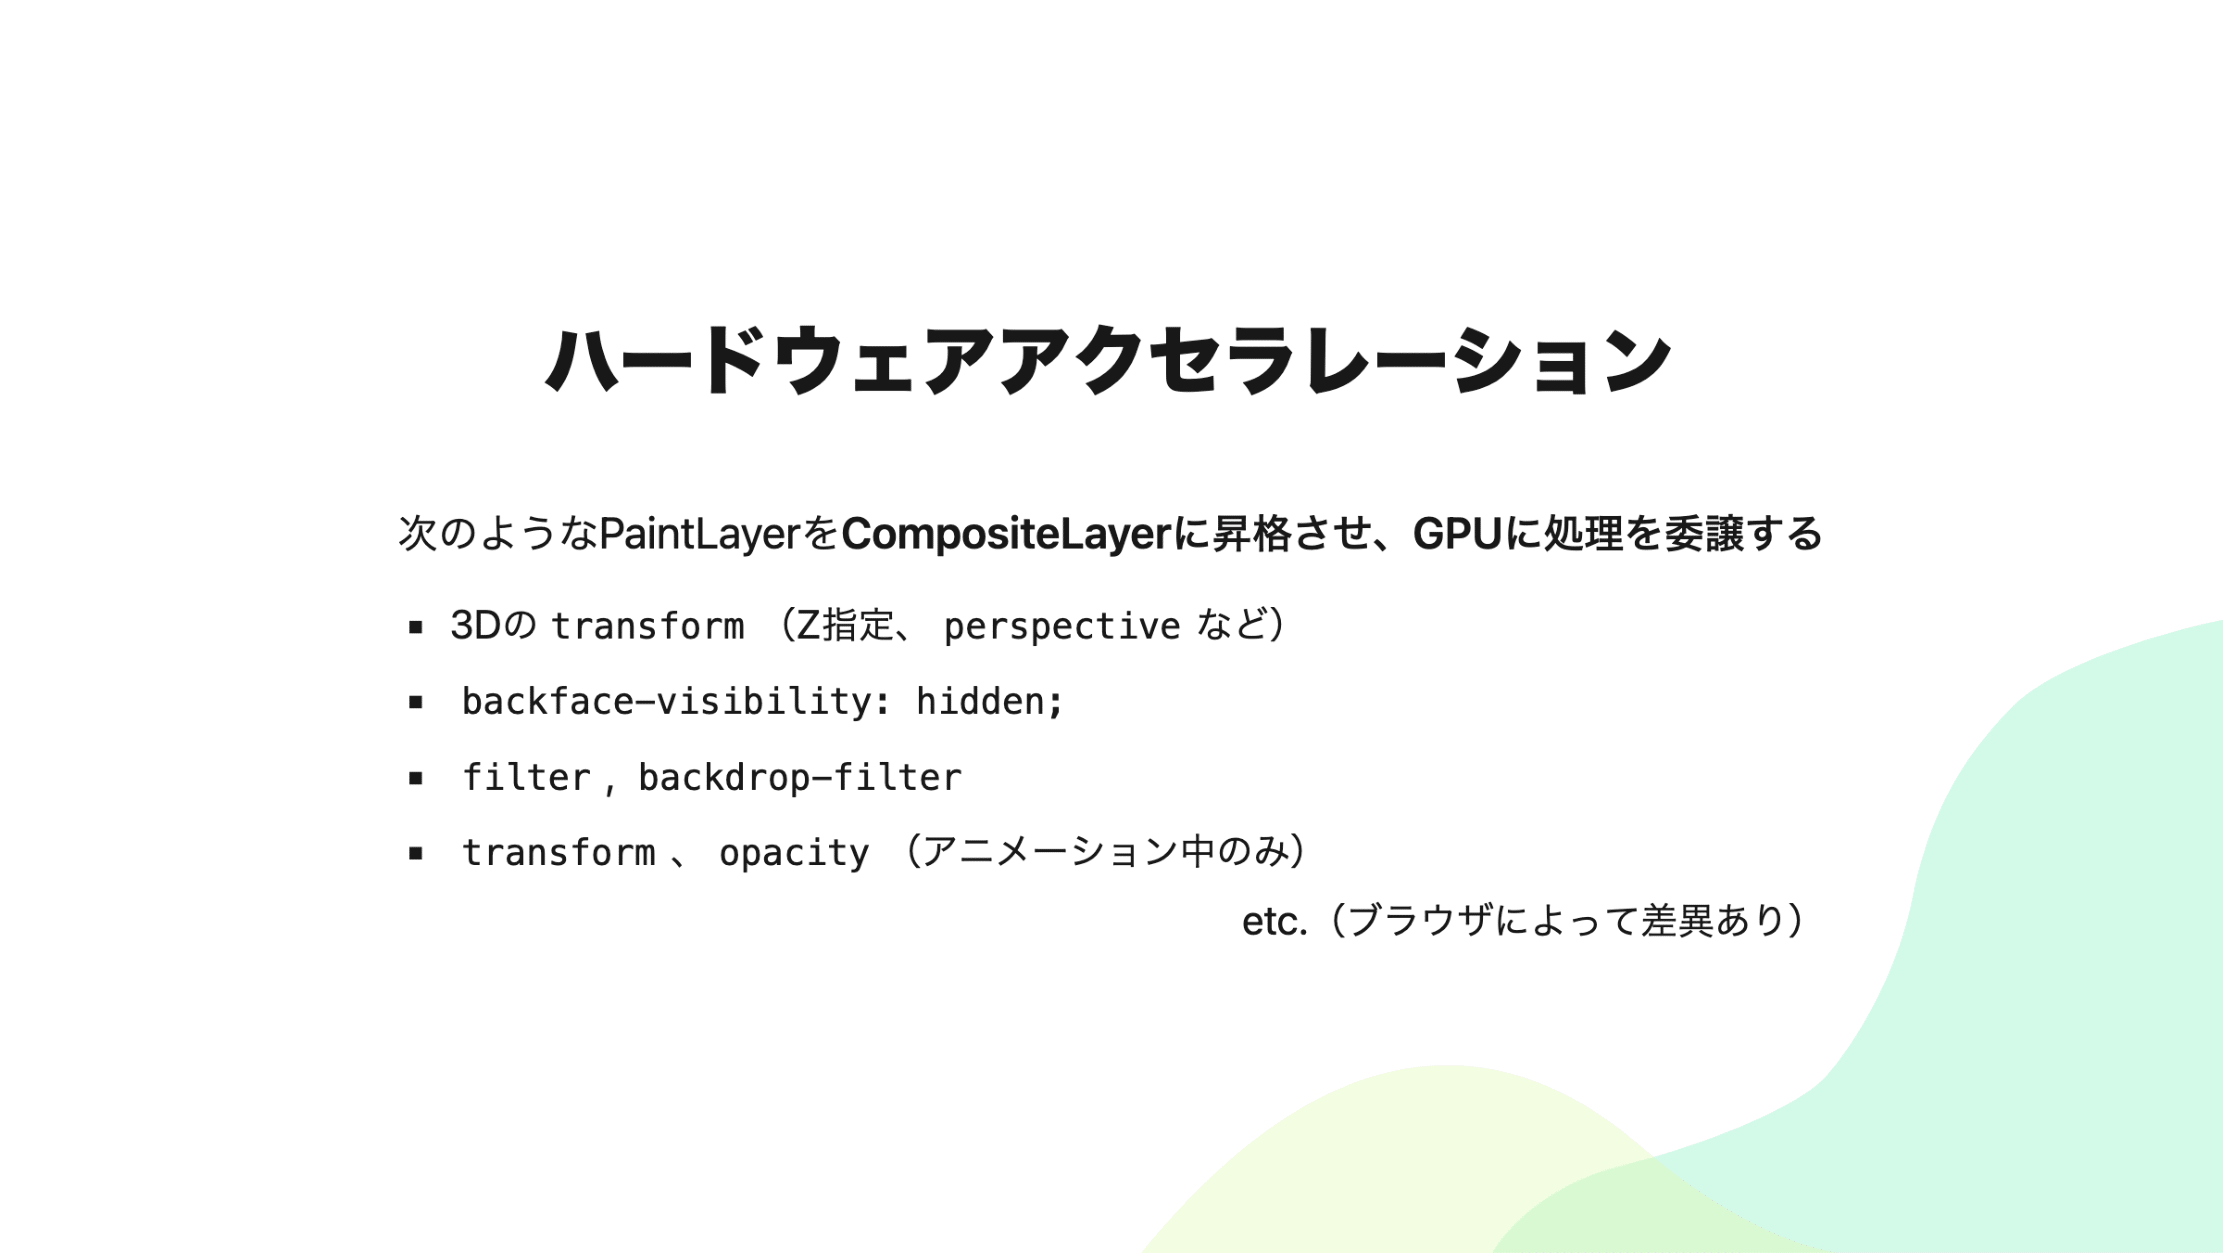 ハードウェアアクセラレーション
次のようなPaintLayerをCompositeLayerに昇格させ、GPUに処理を委譲する
▪ 3Dの transform （Z指定、 perspective など）
▪ backface-visibility: hidden;
▪ filter , backdrop-filter
▪ transform 、 opacity （アニメーション中のみ）
etc.（ブラウザによって差異あり）